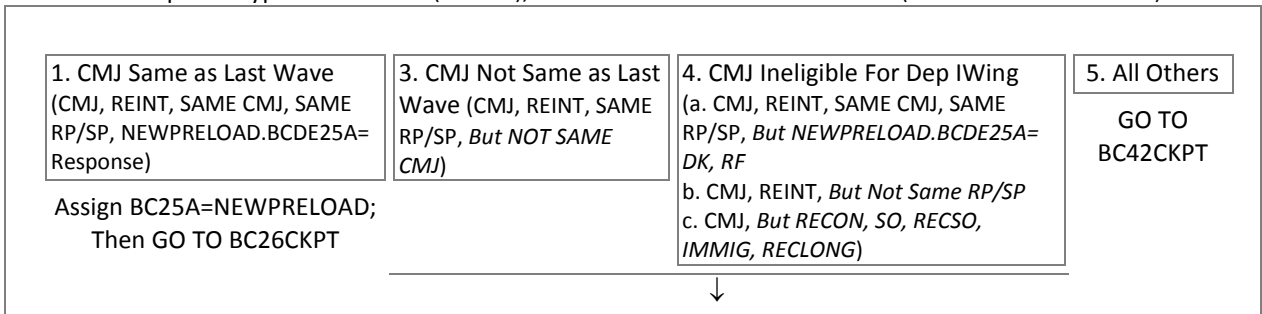 1. CMJ Same as Last Wave
(CMJ, REINT, SAME CMJ, SAME
RP/SP, NEWPRELOAD.BCDE25A=
Response)
Assign BC25A=NEWPRELOAD;
Then GO TO BC26CKPT
3. CMJ Not Same as Last
Wave (CMJ, REINT, SAME
RP/SP, But NOT SAME
CMJ)
4. CMJ Ineligible For Dep IWing
(a. CMJ, REINT, SAME CMJ, SAME
RP/SP, But NEWPRELOAD.BCDE25A=
DK, RF
b. CMJ, REINT, But Not Same RP/SP
c. CMJ, But RECON, SO, RECSO,
IMMIG, RECLONG)
5. All Others
GO TO
BC42CKPT
↓